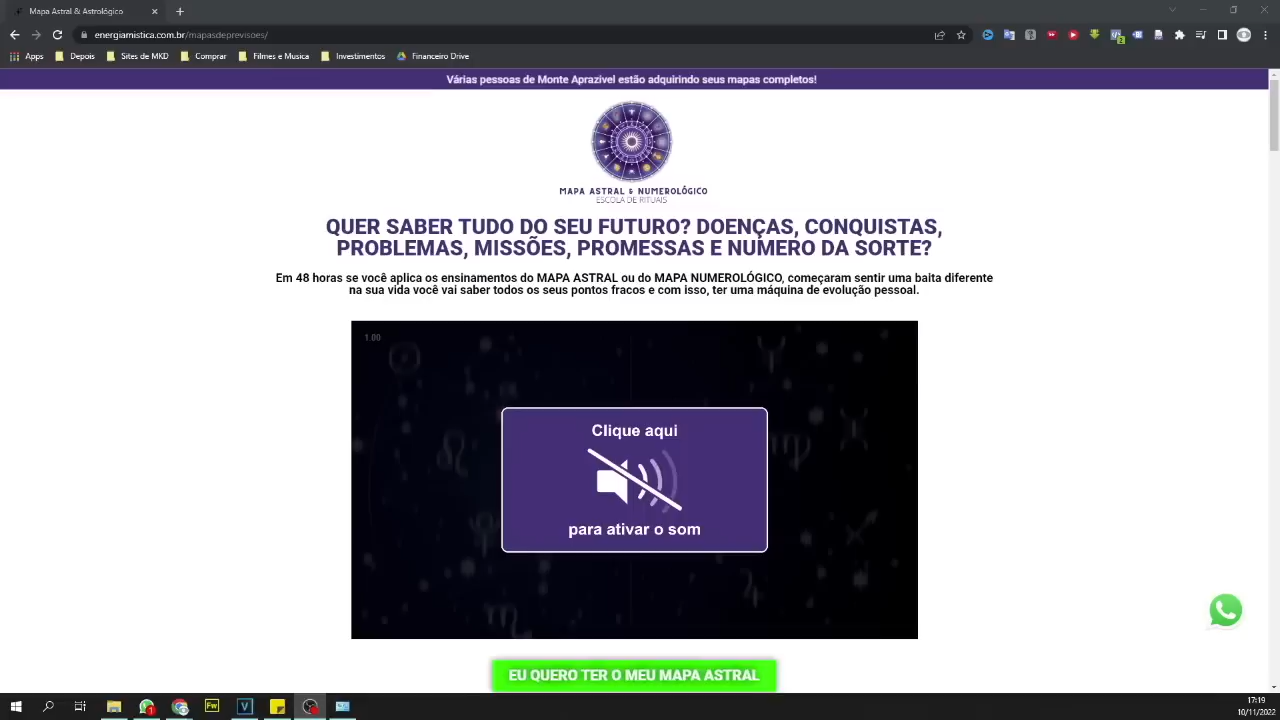 Mapa Astral & Astrológico
energiamistica.com.br/mapasdeprevisoes/
Apps Depois Sites de MKD Comprar Filmes e Musica Investimentos Financeiro Drive
Várias pessoas de Monte Aprazivel estão adquirindo seus mapas completos!
MAPA ASTRAL & NUMEROLÓGICO
ESCOLA DE RITUAIS
QUER SABER TUDO DO SEU FUTURO? DOENÇAS, CONQUISTAS,
PROBLEMAS, MISSÕES, PROMESSAS E NUMERO DA SORTE?
Em 48 horas se você aplica os ensinamentos do MAPA ASTRAL ou do MAPA NUMEROLÓGICO, começaram sentir uma baita diferente
na sua vida você vai saber todos os seus pontos fracos e com isso, ter uma máquina de evolução pessoal.
1.00
Clique aqui
para ativar o som
EU QUERO TER O MEU MAPA ASTRAL
Fw V
17:19
10/11/2022